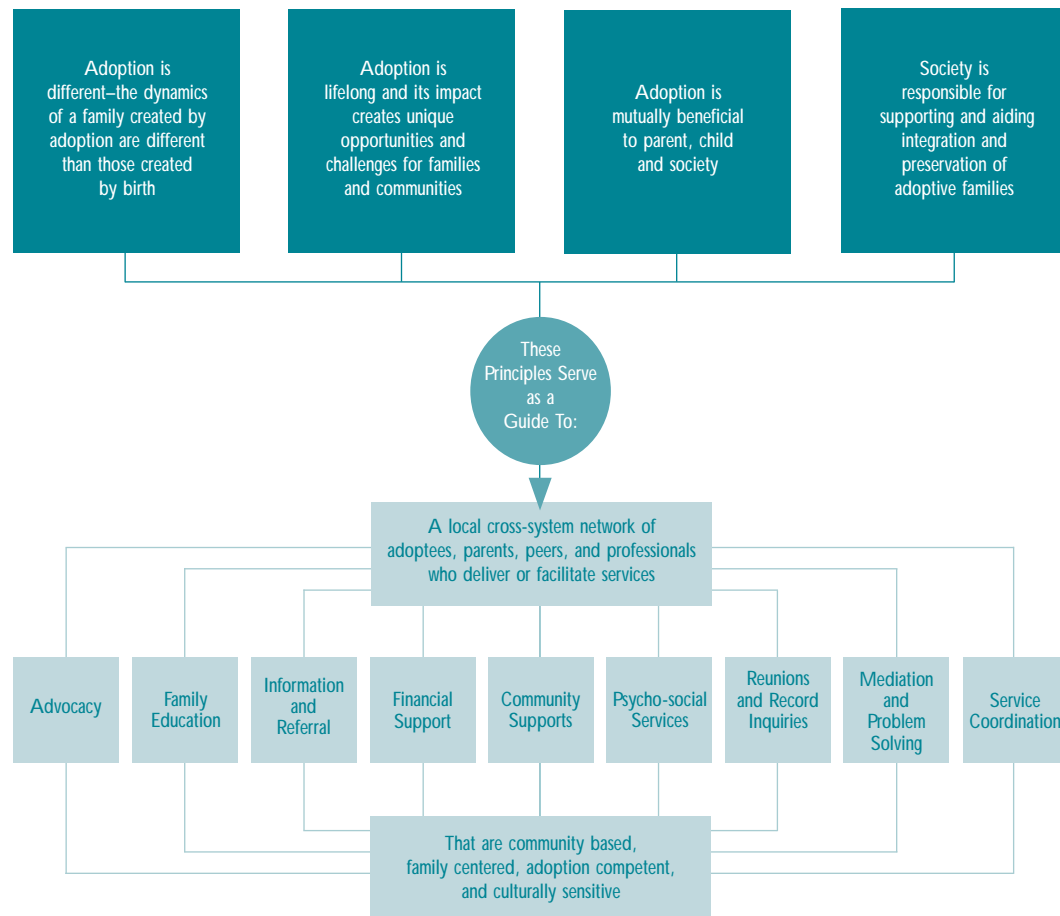 Adoption is
different–the dynamics
of a family created by
adoption are different
than those created
by birth
Adoption is
lifelong and its impact
creates unique
opportunities and
challenges for families
and communities
Adoption is
mutually beneficial
to parent, child
and society
Society is
responsible for
supporting and aiding
integration and
preservation of
adoptive families
These
Principles Serve
as a
Guide To:
A local cross-system network of
adoptees, parents, peers, and professionals
who deliver or facilitate services
Advocacy
Family
Education
Information
and
Referral
Financial
Support
Community
Supports
Psycho-social
Services
Reunions
and Record
Inquiries
Mediation
and
Problem
Solving
Service
Coordination
That are community based,
family centered, adoption competent,
and culturally sensitive